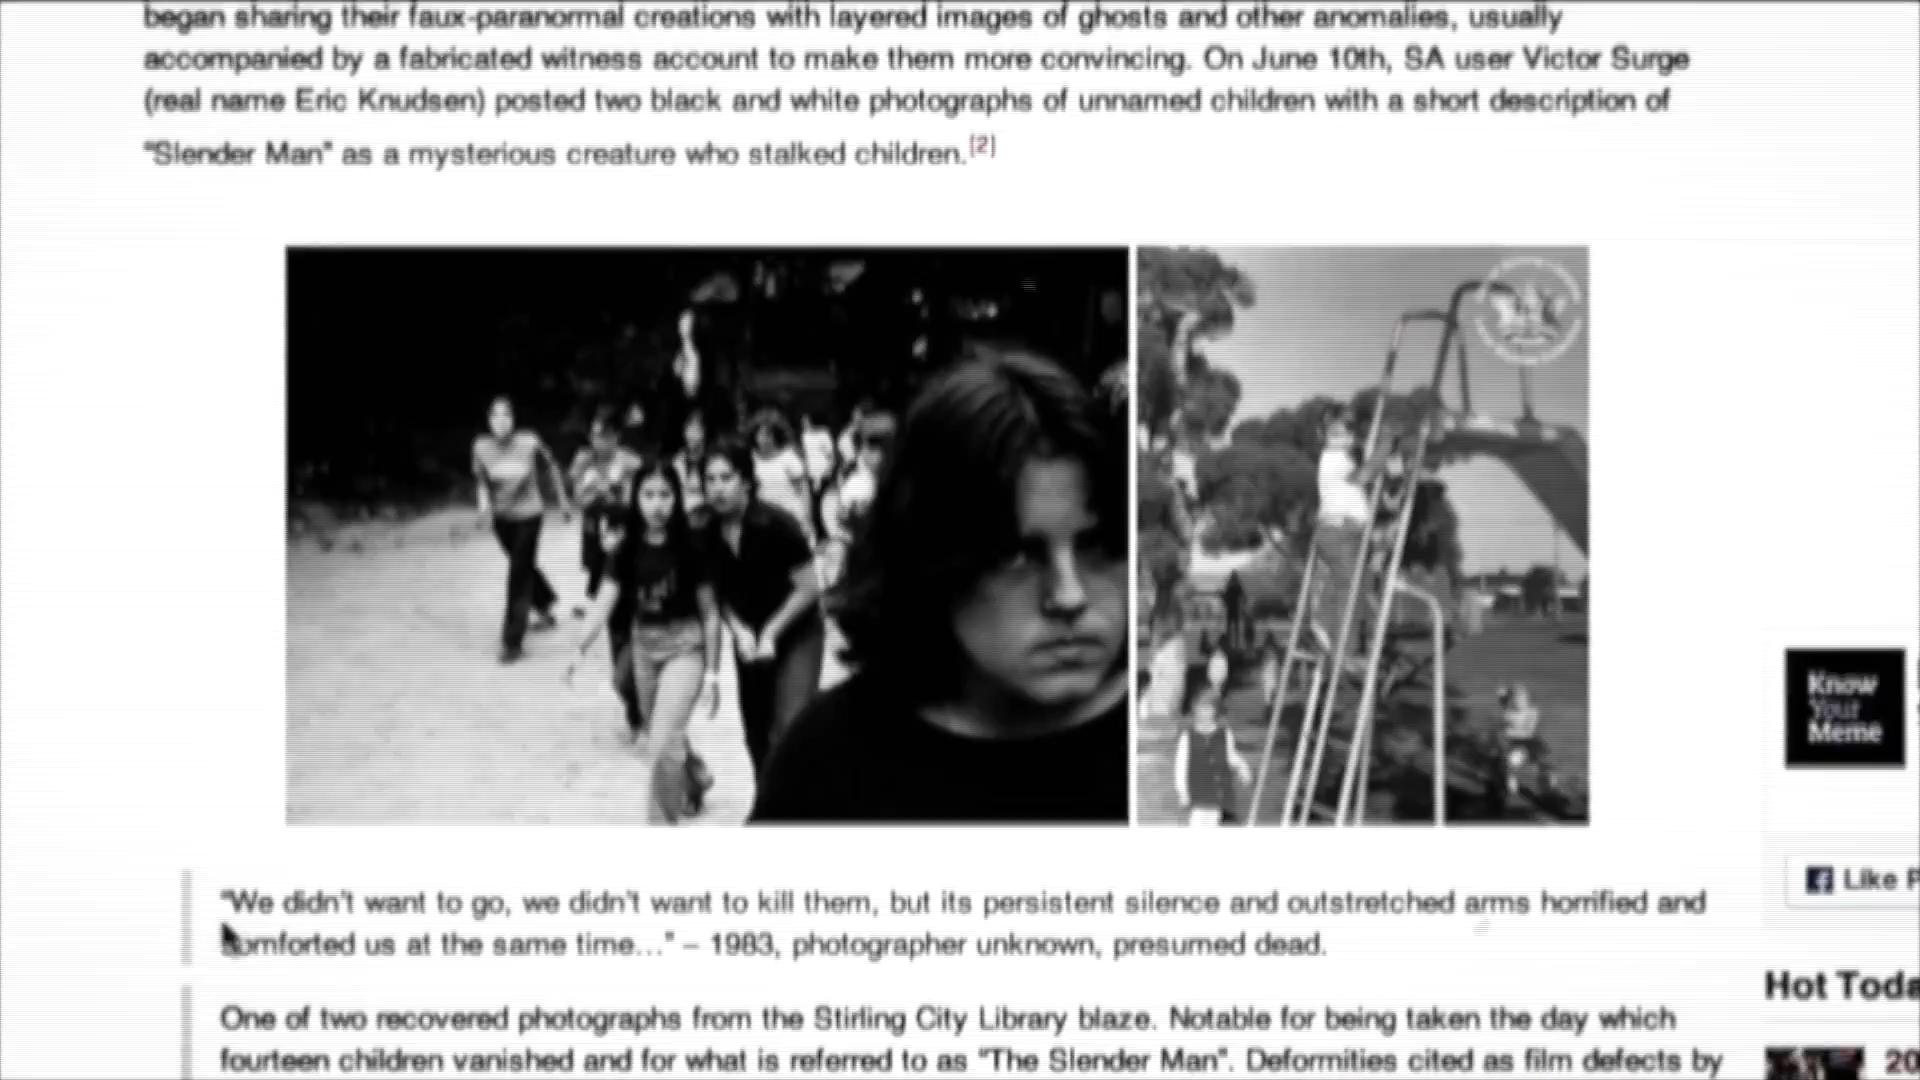 began sharing their faux-paranormal creations with layered images of ghosts and other anomalies, usually
accompanied by a fabricated witness account to make them more convincing. On June 10th, SA user Victor Surge
(real name Eric Knudsen) posted two black and white photographs of unnamed children with a short description of
"Slender Man" as a mysterious creature who stalked children.[2]
Know
Your
Meme
Like
"We didn't want to go, we didn't want to kill them, but its persistent silence and outstretched arms horrified and
comforted us at the same time..." – 1983, photographer unknown, presumed dead.
Hot Toda
One of two recovered photographs from the Stirling City Library blaze. Notable for being taken the day which
fourteen children vanished and for what is referred to as "The Slender Man". Deformities cited as film defects by
20